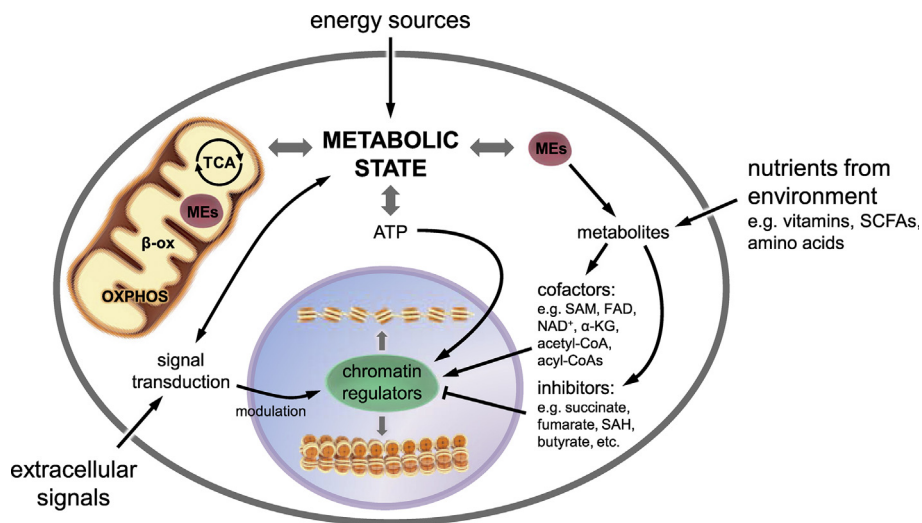 energy sources
METABOLIC
STATE
TCA
MEs
β-ox
OXPHOS
MEs
nutrients from
environment
e.g. vitamins, SCFAs,
amino acids
metabolites
ATP
cofactors:
e.g. SAM, FAD,
NAD⁺, α-KG,
acetyl-CoA,
acyl-CoAs
inhibitors:
e.g. succinate,
fumarate, SAH,
butyrate, etc.
signal
transduction
modulation
chromatin
regulators
extracellular
signals